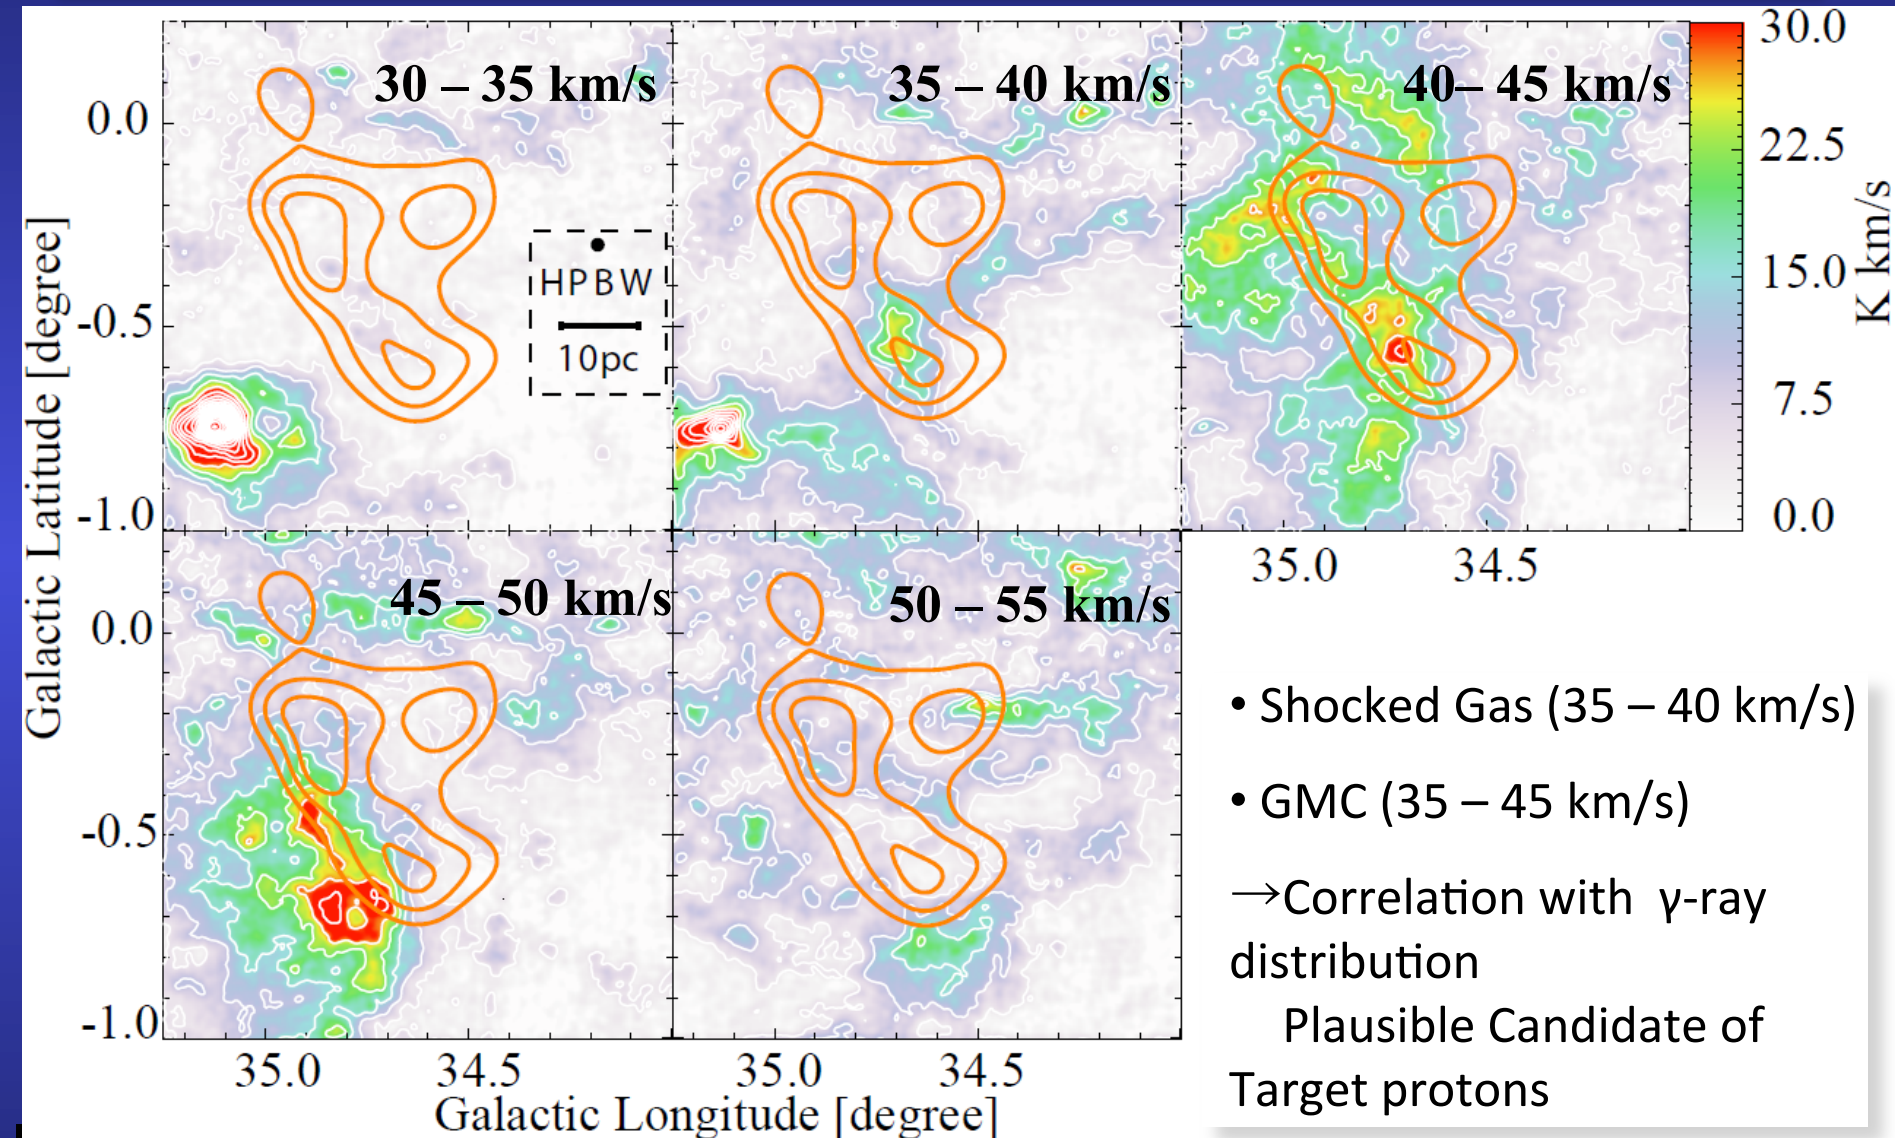 30 – 35 km/s
35 – 40 km/s
40– 45 km/s
30.0
22.5
15.0
7.5
0.0
K km/s
0.0
-0.5
-1.0
HPBW
10pc
35.0 34.5
45 – 50 km/s
50 – 55 km/s
0.0
-0.5
-1.0
35.0 34.5
35.0 34.5
Galactic Latitude [degree]
Galactic Longitude [degree]
• Shocked Gas (35 – 40 km/s)
• GMC (35 – 45 km/s)
→Correlation with γ-ray
distribution
Plausible Candidate of
Target protons